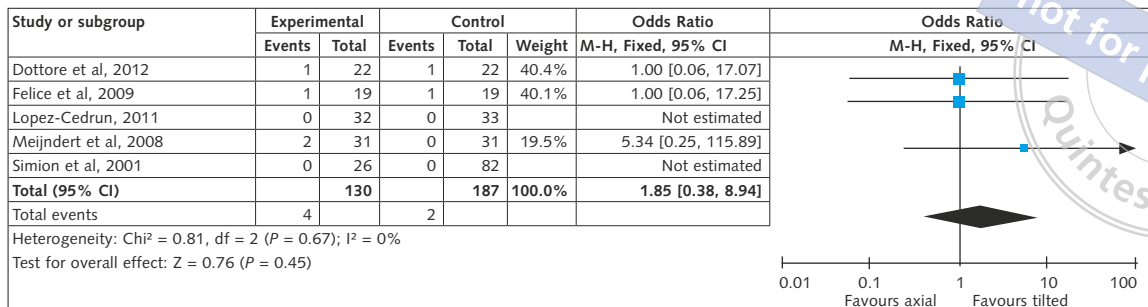 Study or subgroup Experimental Control Odds Ratio Odds Ratio
Events Total Events Total Weight M-H, Fixed, 95% CI M-H, Fixed, 95% CI
Dottore et al, 2012 1 22 1 22 40.4% 1.00 [0.06, 17.07]
Felice et al, 2009 1 19 1 19 40.1% 1.00 [0.06, 17.25]
Lopez-Cedrun, 2011 0 32 0 33 Not estimated
Meijndert et al, 2008 2 31 0 31 19.5% 5.34 [0.25, 115.89]
Simion et al, 2001 0 26 0 82 Not estimated
Total (95% CI) 130 187 100.0% 1.85 [0.38, 8.94]
Total events 4 2
Heterogeneity: Chi² = 0.81, df = 2 (P = 0.67); I² = 0%
Test for overall effect: Z = 0.76 (P = 0.45)
0.01 0.1 1 10 100
Favours axial Favours tilted
not for
Quintes